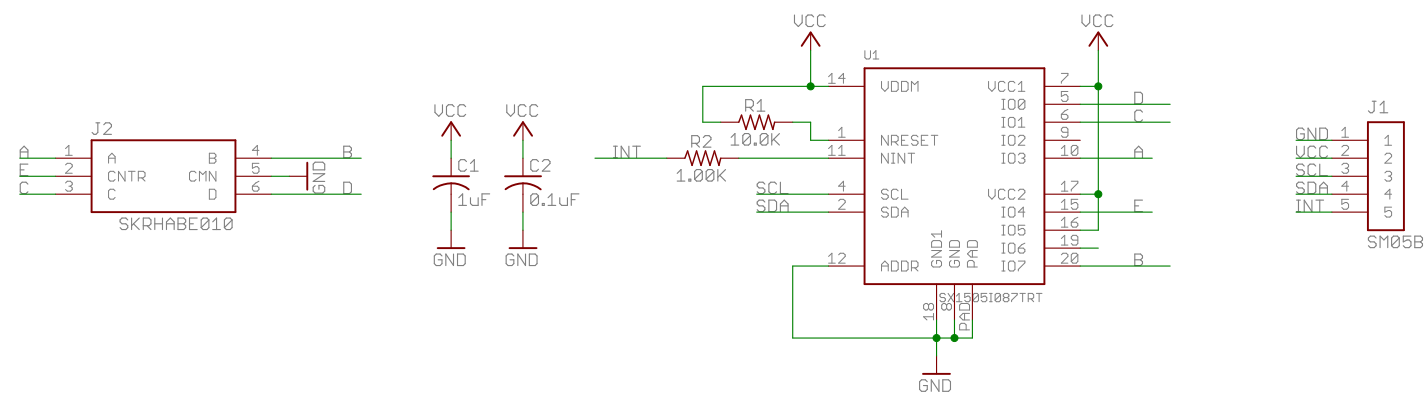 J2
A 1 A B 4 B
E 2 CNTR CMN 5 GND
C 3 C D 6 D
SKRHABE010
VCC
C1
1uF
GND
VCC
C2
0.1uF
GND
VCC
VCC
U1
14 VDDM VCC1 7
IO0 5 D
R1 IO1 6 C
10.0K
1 NRESET IO2 9
R2
INT 11 NINT IO3 10 A
1.00K
SCL 4 SCL VCC2 17
SDA 2 SDA IO4 15 E
IO5 16
IO6 19
12 ADDR GND1 GND PAD IO7 20 B
SX1505I087TRT
18 8 PAD
GND
J1
GND 1 1
VCC 2 2
SCL 3 3
SDA 4 4
INT 5 5
SM05B